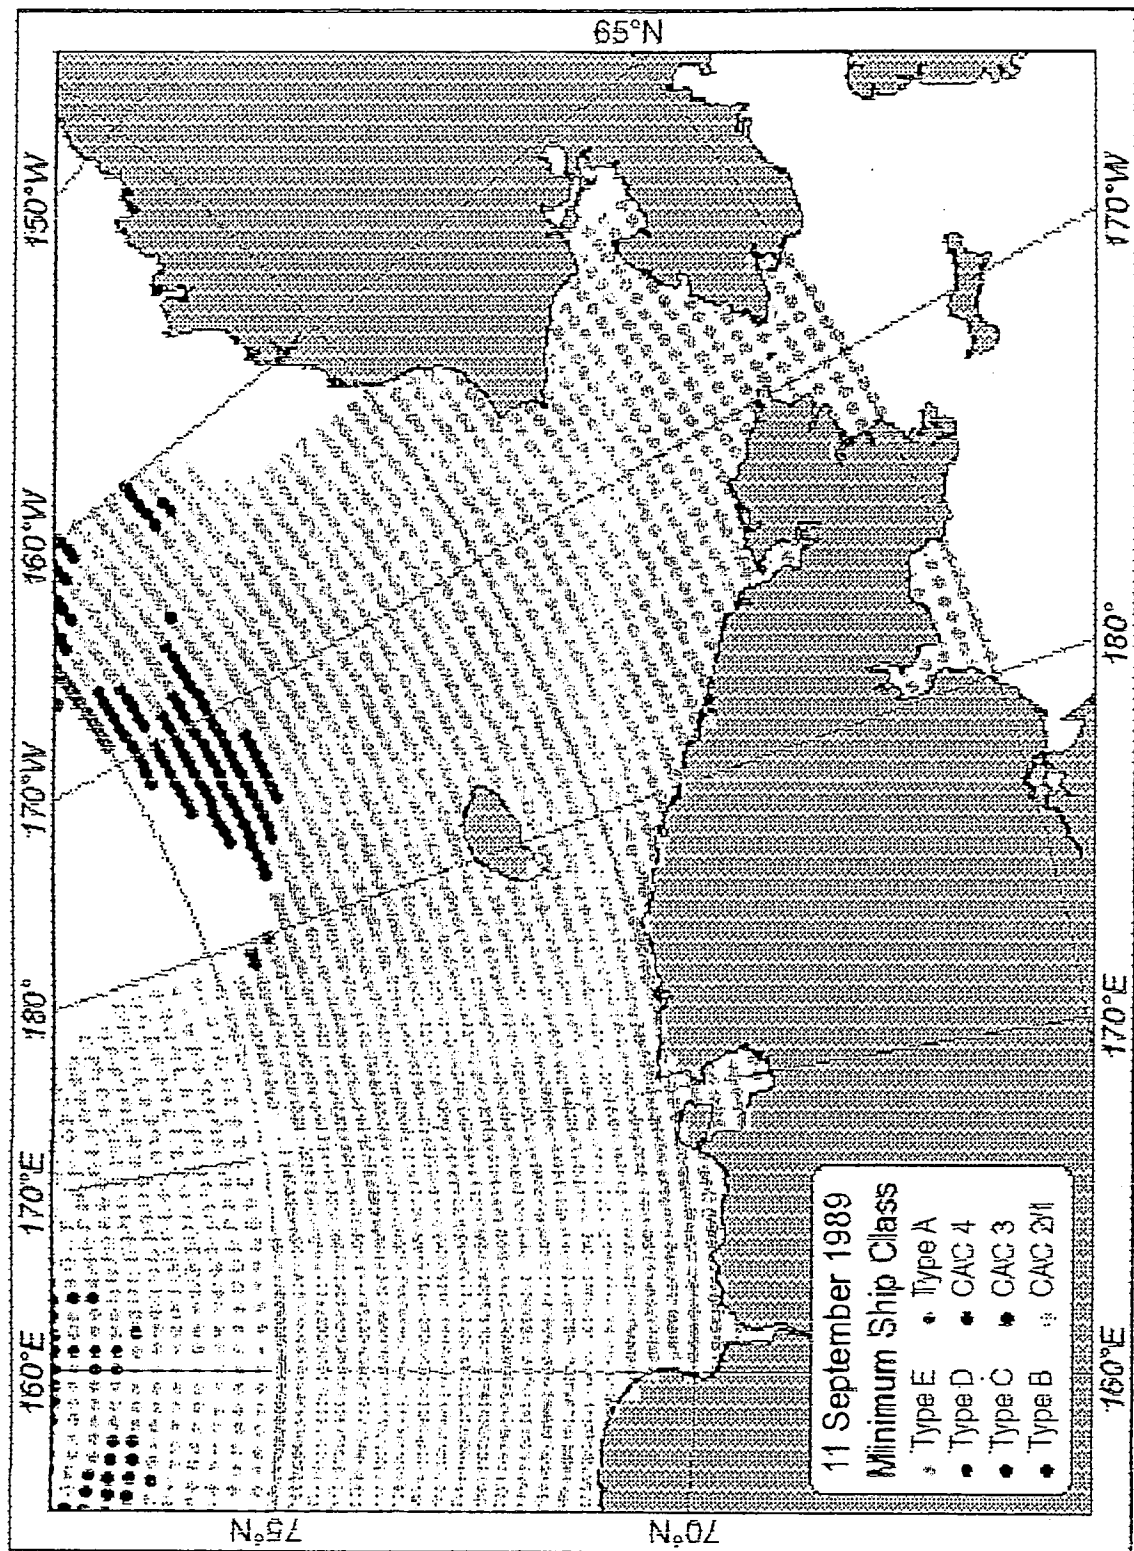 160°E
170°E
180°
170°W
160°W
150°W
75°N
70°N
65°N
160°E
170°E
180°
170°W
11 September 1989
Minimum Ship Class
Type E
Type A
Type D
CAC 4
Type C
CAC 3
Type B
CAC 2/1